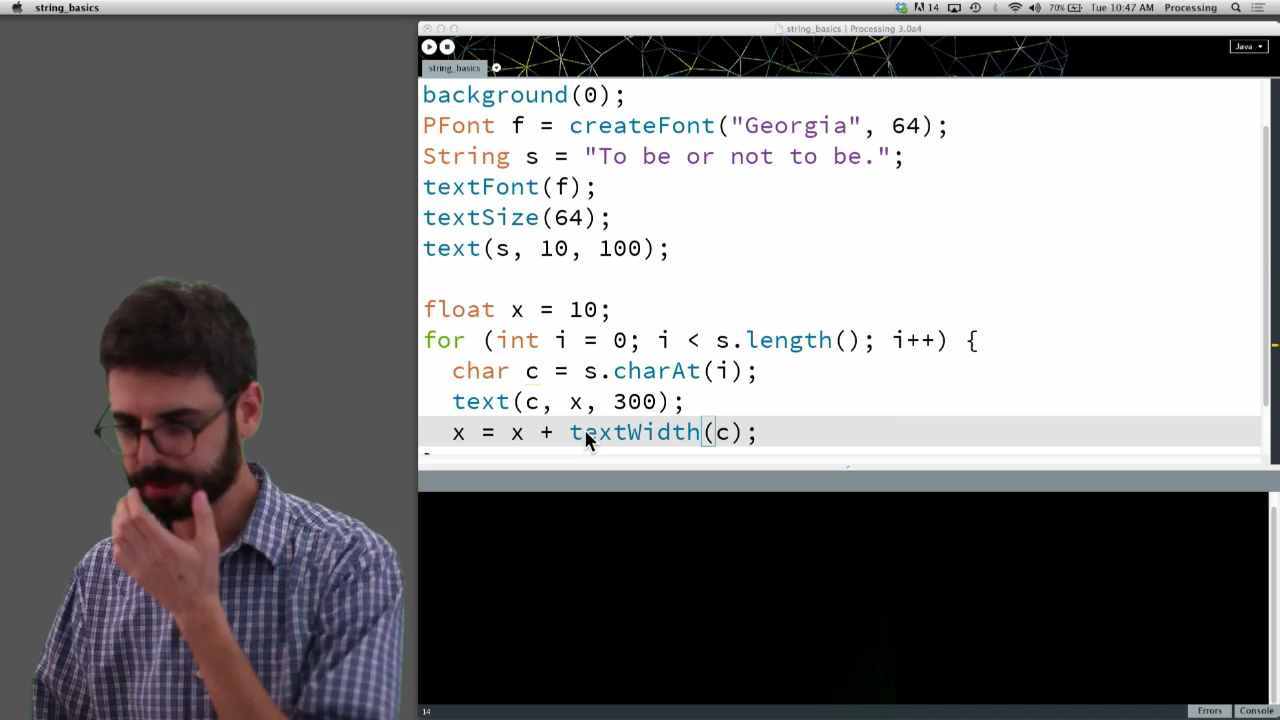 string_basics
14
70%
Tue 10:47 AM
Processing
string_basics | Processing 3.0a4
Java
string_basics
background(0);
PFont f = createFont("Georgia", 64);
String s = "To be or not to be.";
textFont(f);
textSize(64);
text(s, 10, 100);
float x = 10;
for (int i = 0; i < s.length(); i++) {
char c = s.charAt(i);
text(c, x, 300);
x = x + textWidth(c);
14
Errors
Console